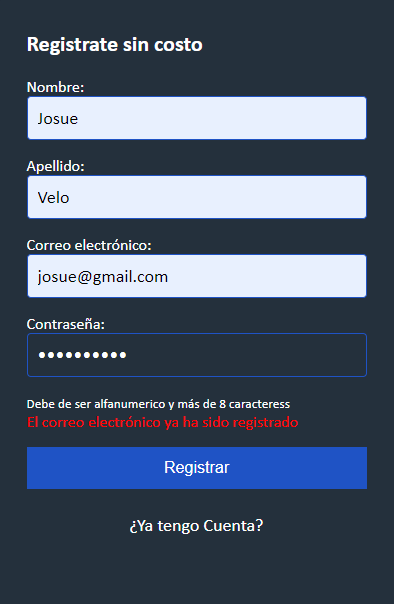 Registrate sin costo
Nombre:
Josue
Apellido:
Velo
Correo electrónico:
josue@gmail.com
Contraseña:
••••••••••
Debe de ser alfanumerico y más de 8 caracteress
El correo electrónico ya ha sido registrado
Registrar
¿Ya tengo Cuenta?